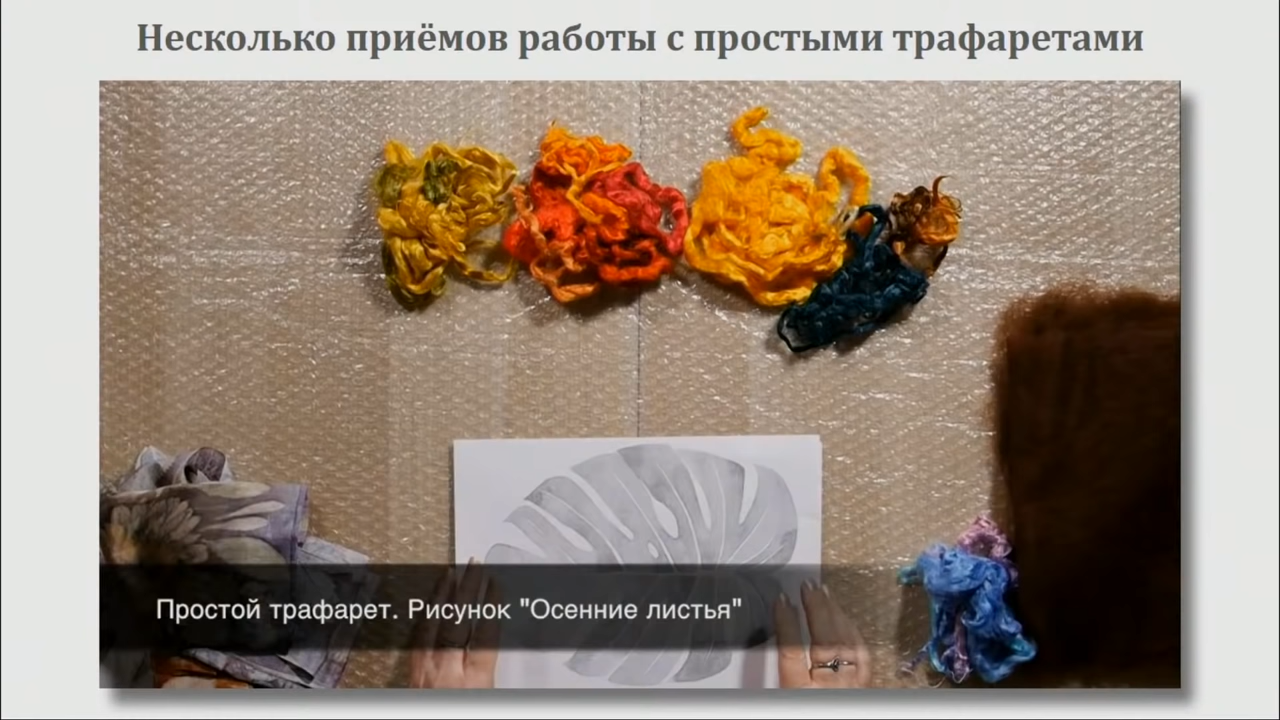 Несколько приёмов работы с простыми трафаретами
Простой трафарет. Рисунок "Осенние листья"